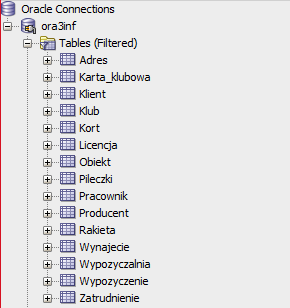 Oracle Connections
ora3inf
Tables (Filtered)
Adres
Karta_klubowa
Klient
Klub
Kort
Licencja
Obiekt
Pileczki
Pracownik
Producent
Rakieta
Wynajecie
Wypozyczalnia
Wypozyczenie
Zatrudnienie